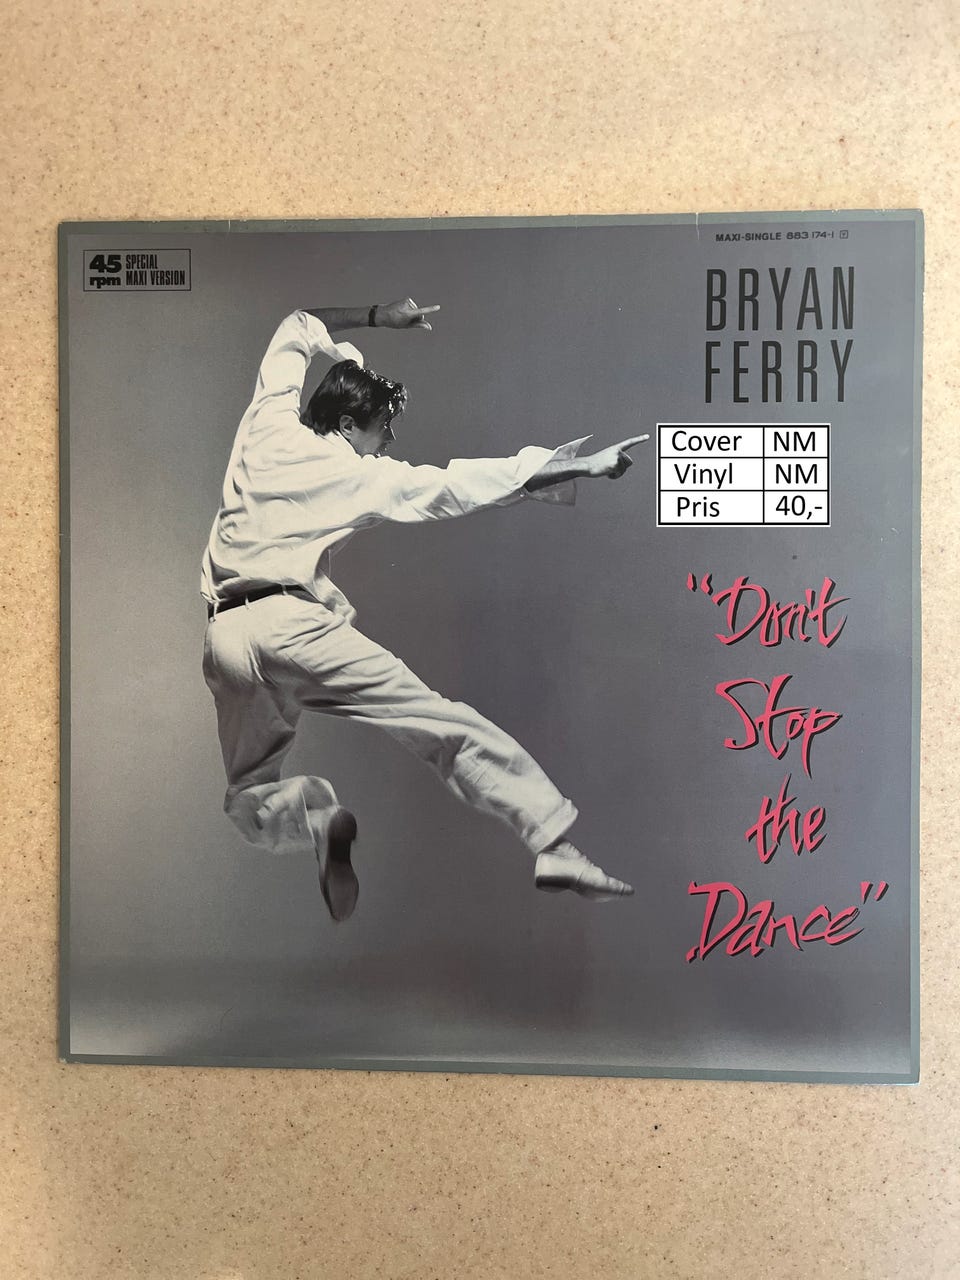 45 rpm SPECIAL MAXI VERSION
MAXI-SINGLE 883 174-1 Y
BRYAN
FERRY
Cover NM
Vinyl NM
Pris 40,-
"Don't
Stop
the
Dance"